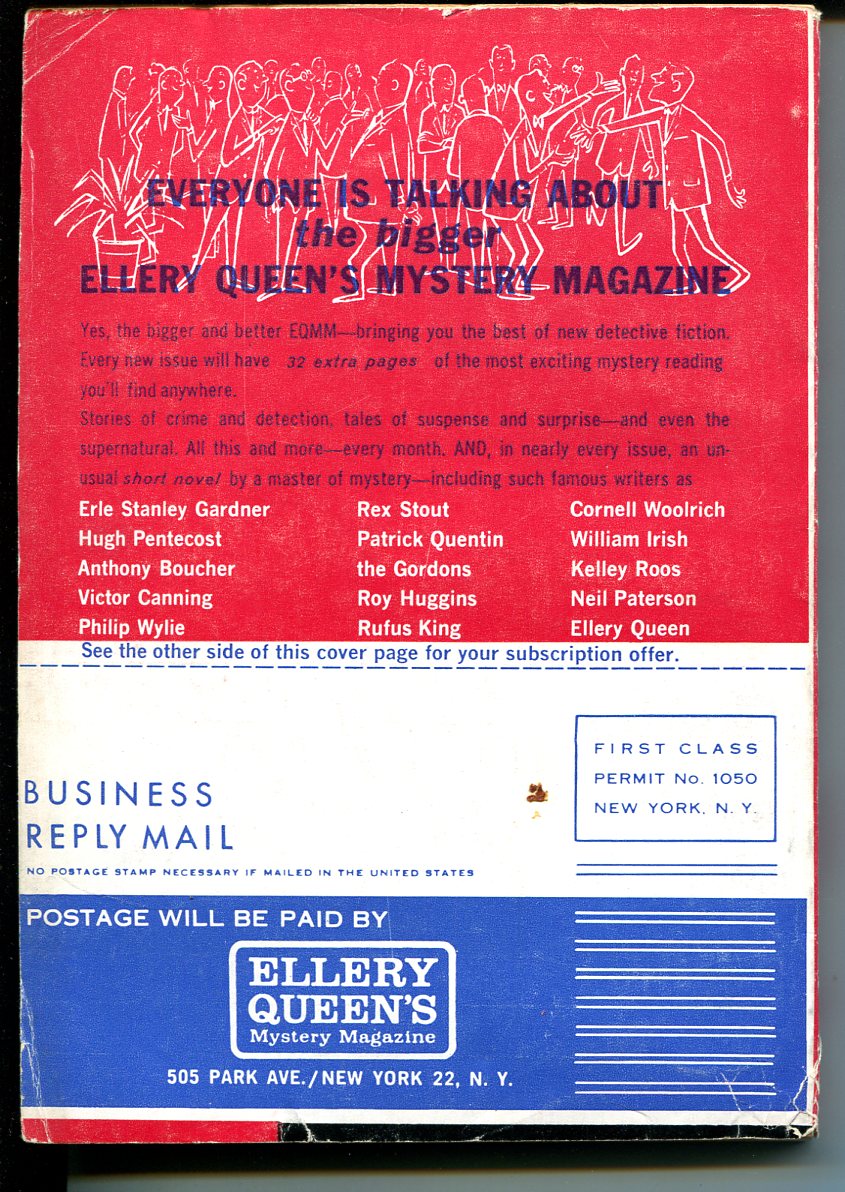 EVERYONE IS TALKING ABOUT
the bigger
ELLERY QUEEN'S MYSTERY MAGAZINE
Yes, the bigger and better EQMM—bringing you the best of new detective fiction.
Every new issue will have 32 extra pages of the most exciting mystery reading
you'll find anywhere.
Stories of crime and detection, tales of suspense and surprise—and even the
supernatural. All this and more—every month. AND, in nearly every issue, an un-
usual short novel by a master of mystery—including such famous writers as
Erle Stanley Gardner Rex Stout Cornell Woolrich
Hugh Pentecost Patrick Quentin William Irish
Anthony Boucher the Gordons Kelley Roos
Victor Canning Roy Huggins Neil Paterson
Philip Wylie Rufus King Ellery Queen
See the other side of this cover page for your subscription offer.
FIRST CLASS
PERMIT No. 1050
NEW YORK, N. Y.
BUSINESS
REPLY MAIL
NO POSTAGE STAMP NECESSARY IF MAILED IN THE UNITED STATES
POSTAGE WILL BE PAID BY
ELLERY
QUEEN'S
Mystery Magazine
505 PARK AVE./NEW YORK 22, N. Y.